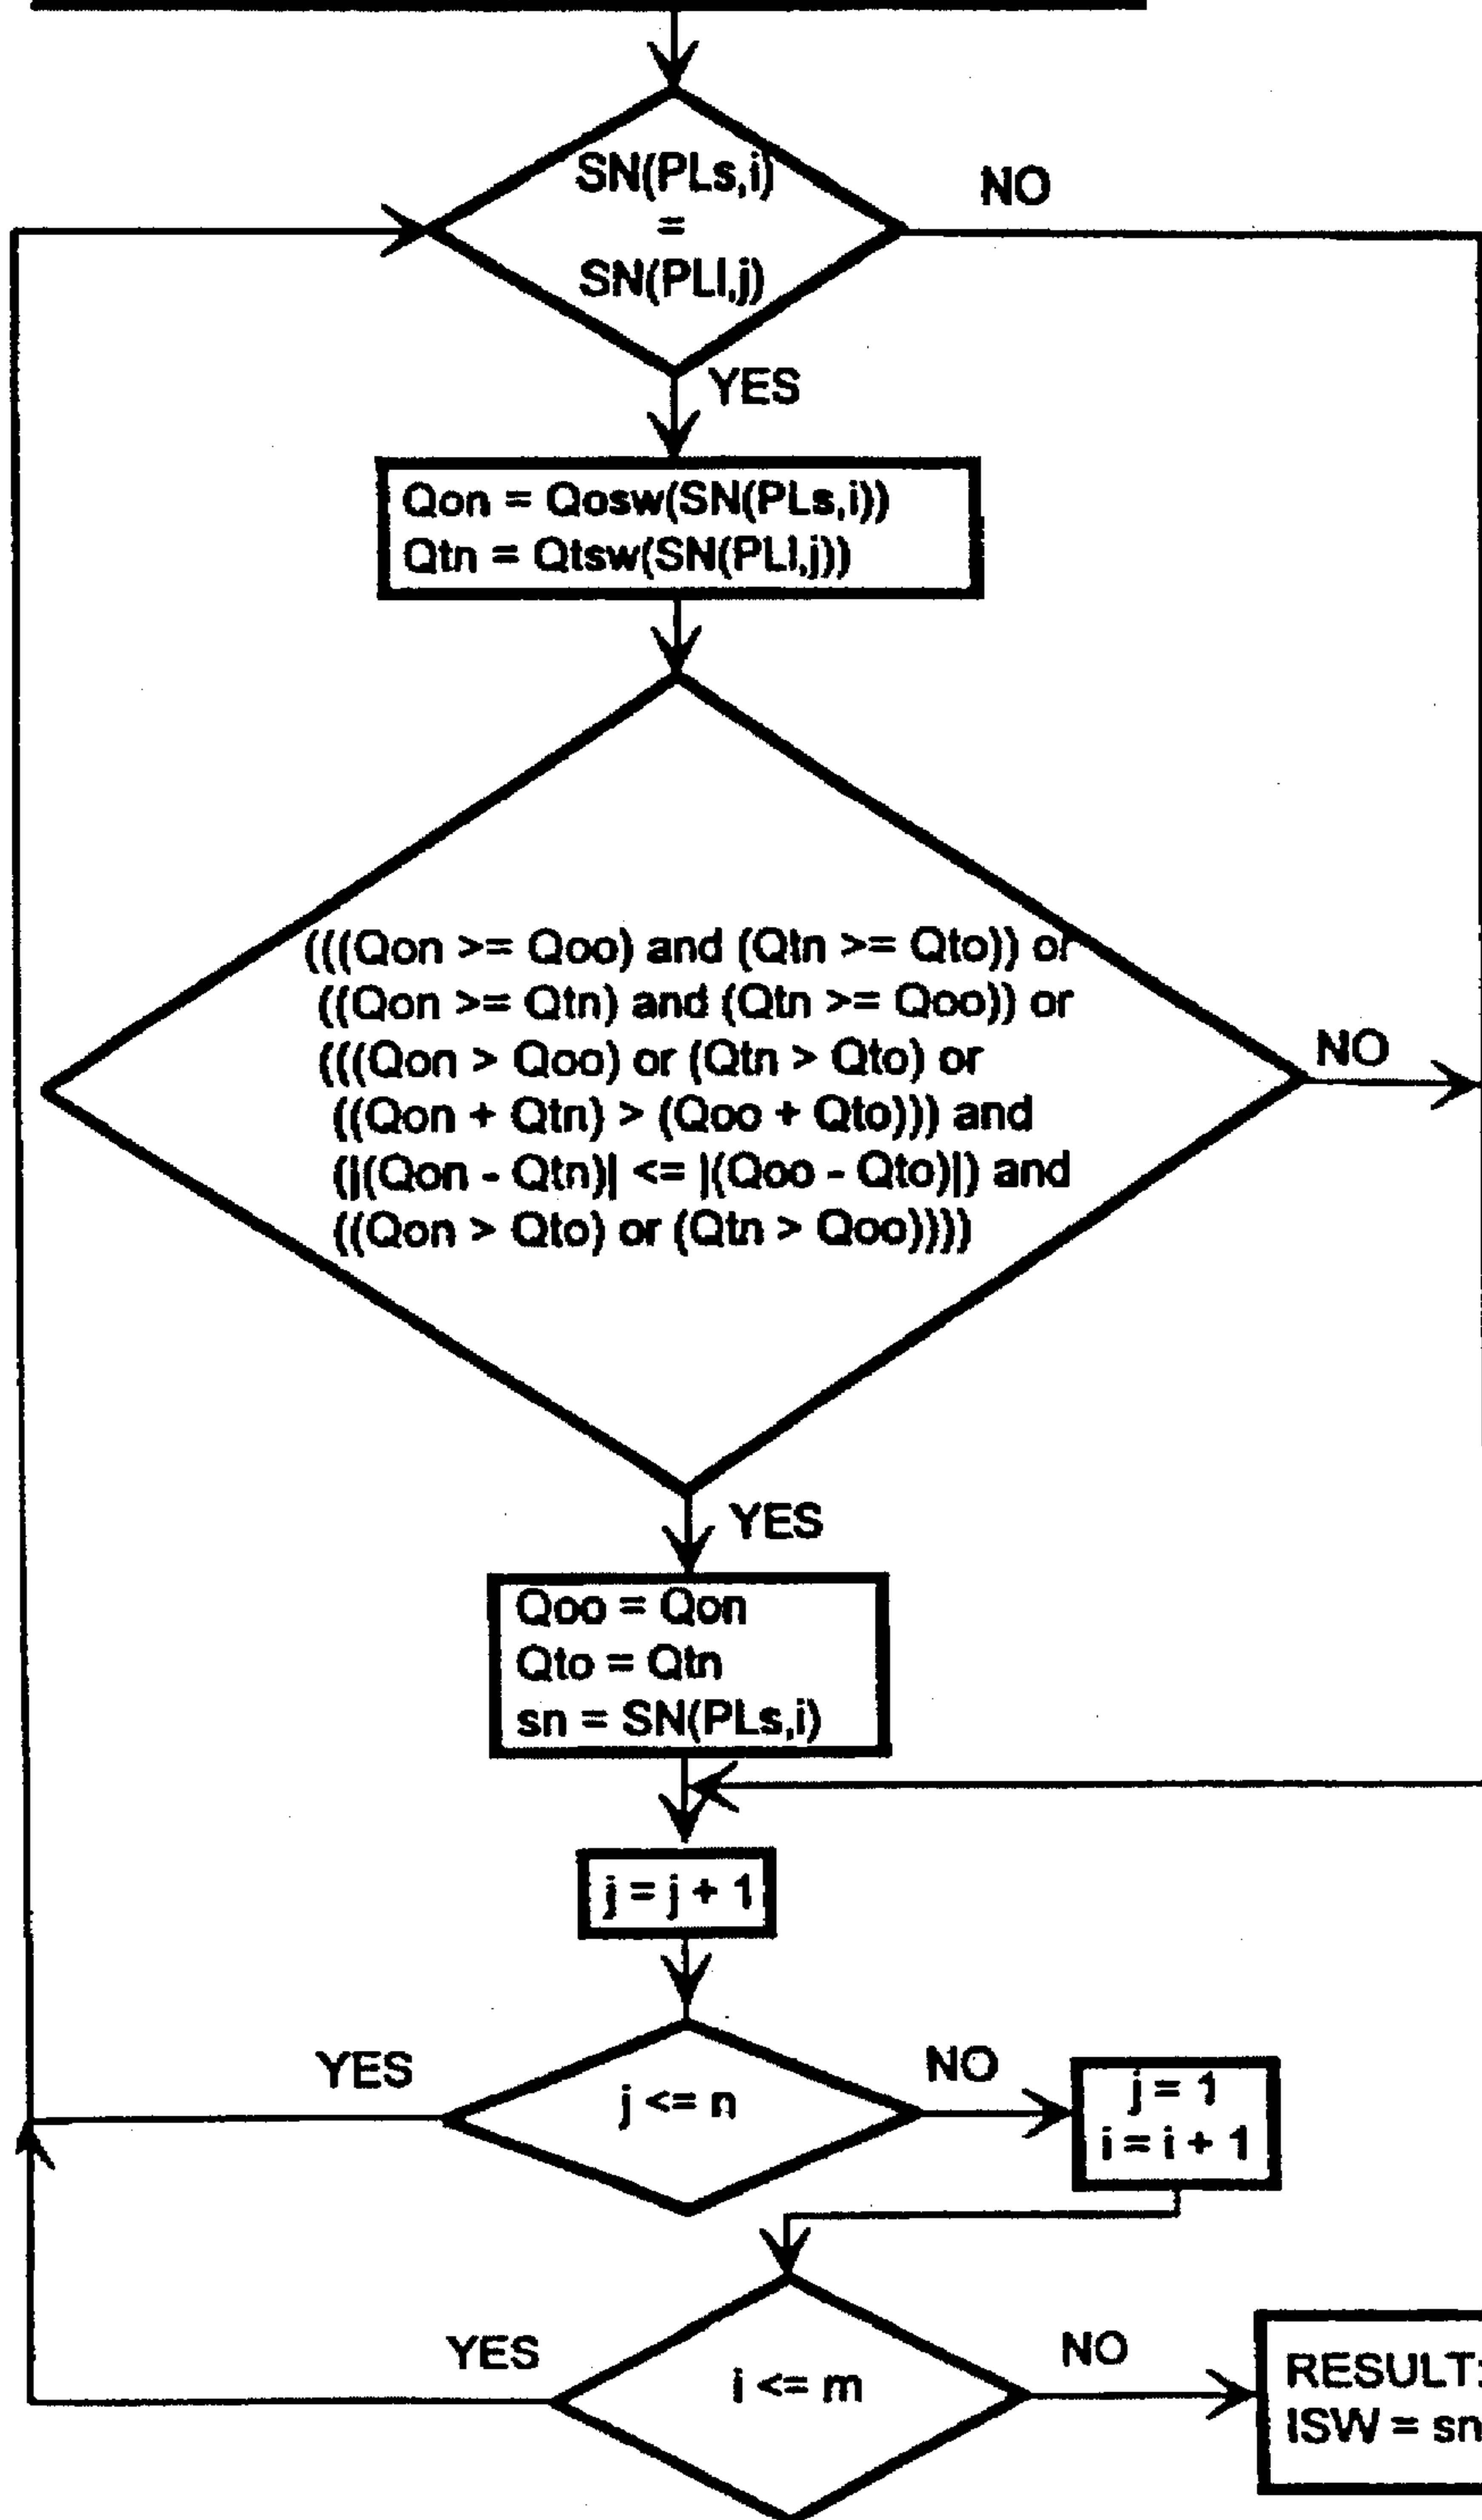 SN(PLs,i)
=
SN(PLl,j)
NO
YES
Qon = Qosw(SN(PLs,i))
Qtn = Qtsw(SN(PLl,j))
(((Qon >= Qoo) and (Qtn >= Qto)) or
((Qon >= Qtn) and (Qtn >= Qoo)) or
(((Qon > Qoo) or (Qtn > Qto) or
((Qon + Qtn) > (Qoo + Qto))) and
(|(Qon - Qtn)| <= |(Qoo - Qto)|) and
((Qon > Qto) or (Qtn > Qoo))))
NO
YES
Qoo = Qon
Qto = Qtn
sn = SN(PLs,i)
j = j + 1
YES
j <= n
NO
j = 1
i = i + 1
YES
i <= m
NO
RESULT:
ISW = sn